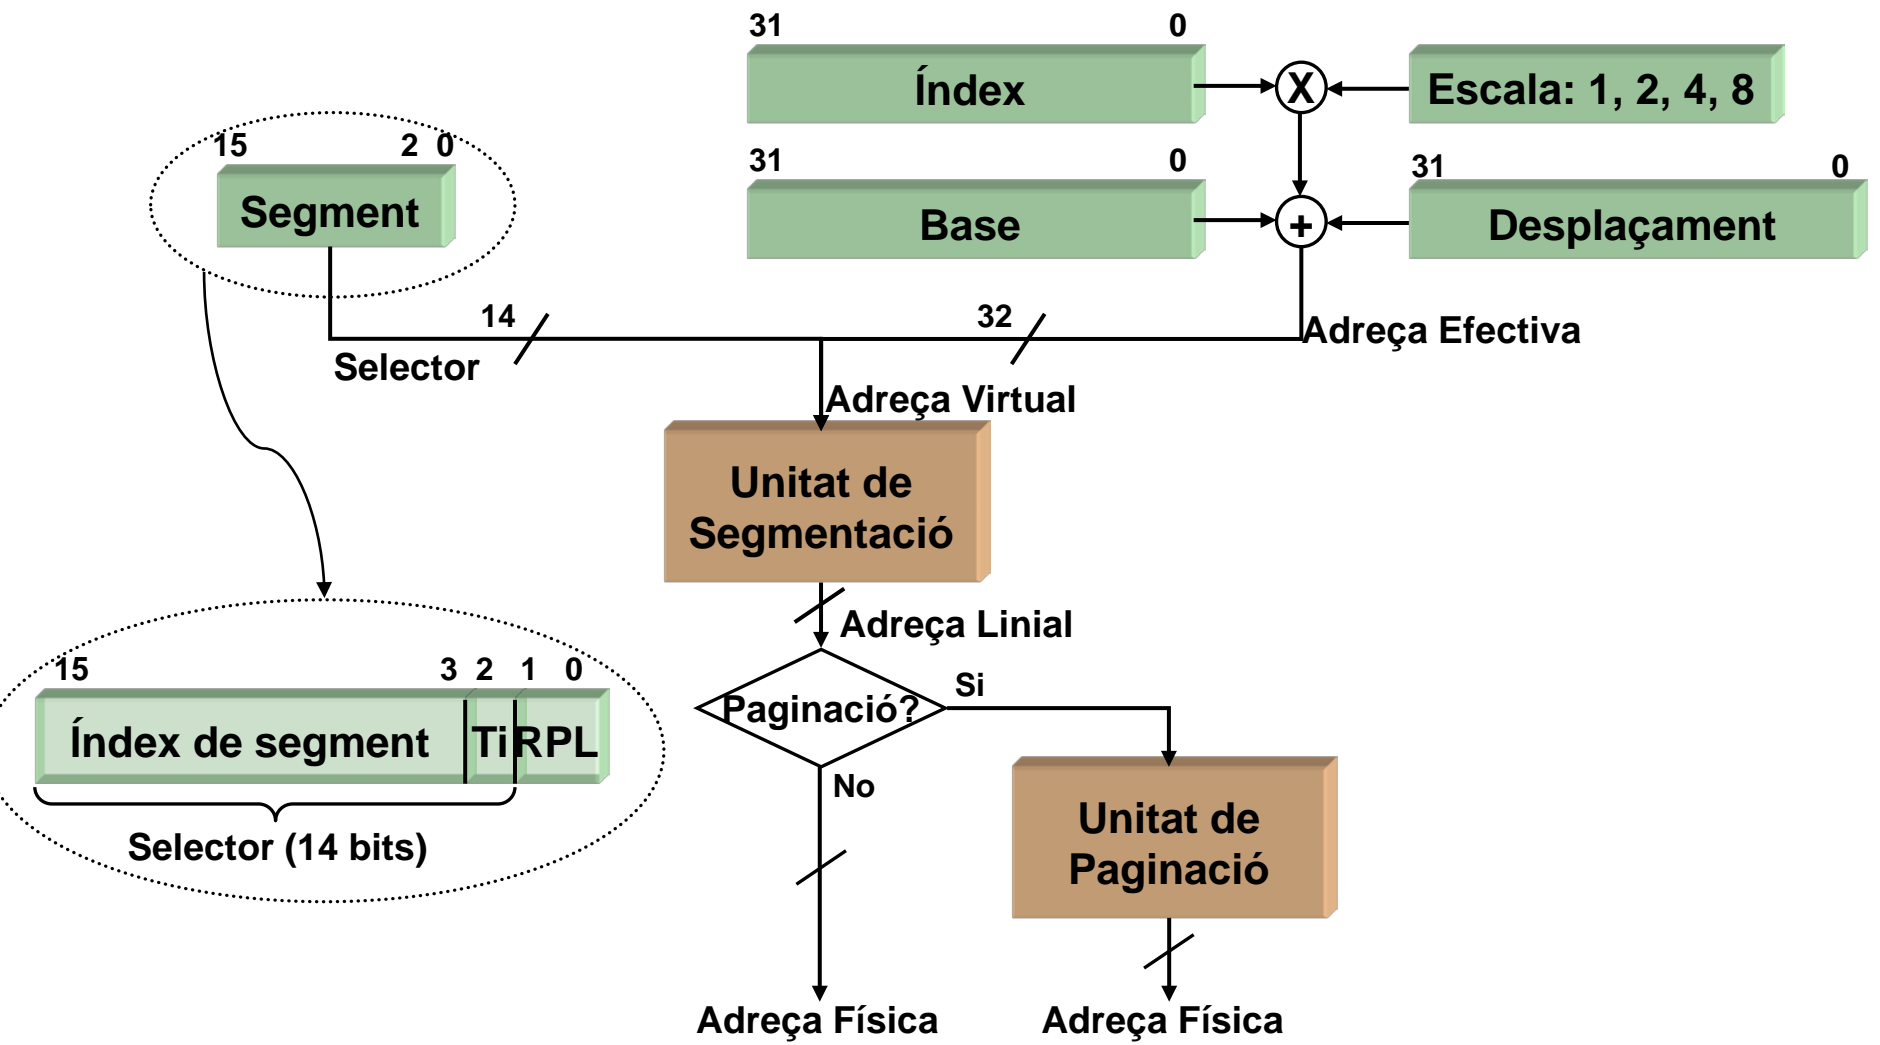 31 0
Índex
Escala: 1, 2, 4, 8
15 2 0
Segment
31 0
Base
31 0
Desplaçament
14
32
Selector
Adreça Efectiva
Adreça Virtual
Unitat de
Segmentació
Adreça Linial
15 3 2 1 0
Índex de segment Ti RPL
Selector (14 bits)
Paginació?
Si
No
Unitat de
Paginació
Adreça Física
Adreça Física